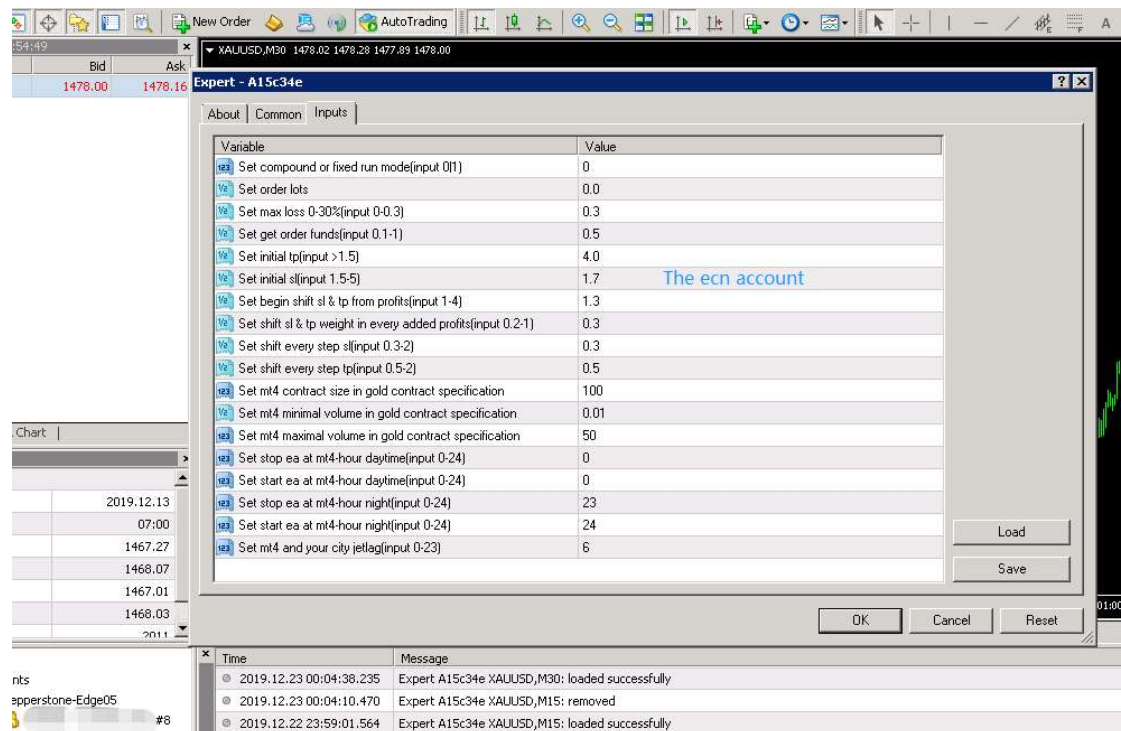 New Order AutoTrading A
:54:49
XAUUSD,M30 1478.02 1478.28 1477.89 1478.00
Bid Ask
1478.00 1478.16
Expert - A15c34e
About Common Inputs
Variable Value
Set compound or fixed run mode(input 0|1) 0
Set order lots 0.0
Set max loss 0-30%(input 0-0.3) 0.3
Set get order funds(input 0.1-1) 0.5
Set initial tp(input >1.5) 4.0
Set initial sl(input 1.5-5) 1.7
The ecn account
Set begin shift sl & tp from profits(input 1-4) 1.3
Set shift sl & tp weight in every added profits(input 0.2-1) 0.3
Set shift every step sl(input 0.3-2) 0.3
Set shift every step tp(input 0.5-2) 0.5
Set mt4 contract size in gold contract specification 100
Set mt4 minimal volume in gold contract specification 0.01
Set mt4 maximal volume in gold contract specification 50
Set stop ea at mt4-hour daytime(input 0-24) 0
Set start ea at mt4-hour daytime(input 0-24) 0
Set stop ea at mt4-hour night(input 0-24) 23
Set start ea at mt4-hour night(input 0-24) 24
Set mt4 and your city jetlag(input 0-23) 6
Load
Save
OK Cancel Reset
Chart
2019.12.13
07:00
1467.27
1468.07
1467.01
1468.03
2011
01:00
Time Message
2019.12.23 00:04:38.235 Expert A15c34e XAUUSD,M30: loaded successfully
2019.12.23 00:04:10.470 Expert A15c34e XAUUSD,M15: removed
2019.12.22 23:59:01.564 Expert A15c34e XAUUSD,M15: loaded successfully
nts
epperstone-Edge05
#8